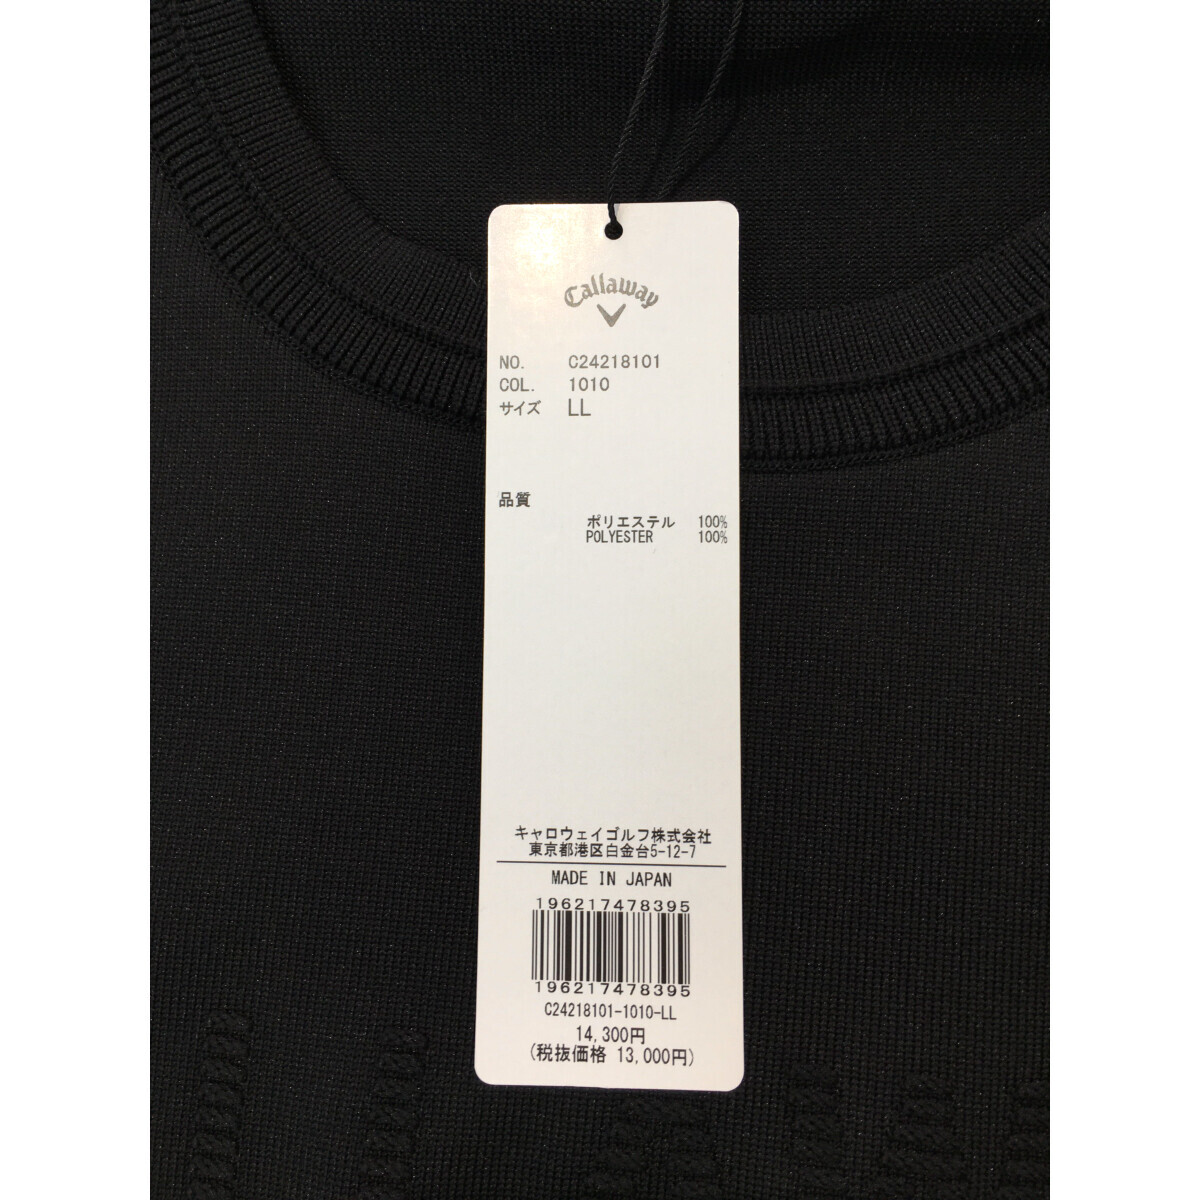 Callaway
NO. C24218101
COL. 1010
サイズ LL
品質
ポリエステル 100%
POLYESTER 100%
キャロウェイゴルフ株式会社
東京都港区白金台5-12-7
MADE IN JAPAN
196217478395
196217478395
C24218101-1010-LL
14,300円
(税抜価格 13,000円)